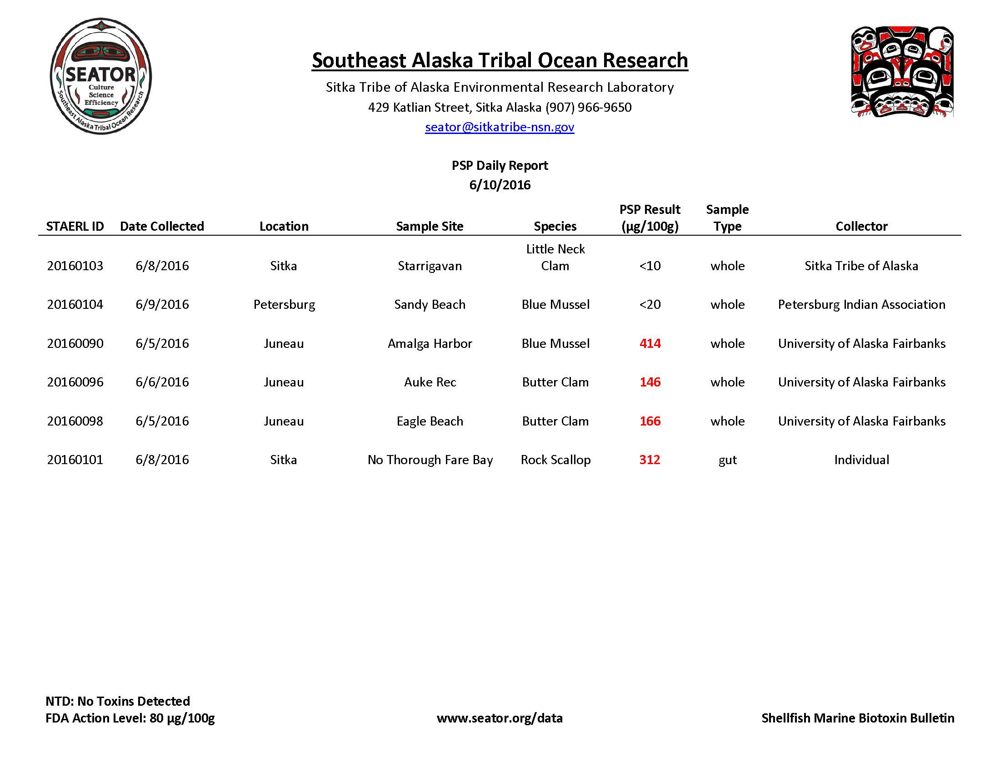 SEATOR
Culture
Science
Efficiency
Southeast Alaska Tribal Ocean Research
Southeast Alaska Tribal Ocean Research
Sitka Tribe of Alaska Environmental Research Laboratory
429 Katlian Street, Sitka Alaska (907) 966-9650
seator@sitkatribe-nsn.gov
PSP Daily Report
6/10/2016
STAERL ID Date Collected Location Sample Site Species PSP Result (µg/100g) Sample Type Collector
20160103 6/8/2016 Sitka Starrigavan Little Neck Clam <10 whole Sitka Tribe of Alaska
20160104 6/9/2016 Petersburg Sandy Beach Blue Mussel <20 whole Petersburg Indian Association
20160090 6/5/2016 Juneau Amalga Harbor Blue Mussel 414 whole University of Alaska Fairbanks
20160096 6/6/2016 Juneau Auke Rec Butter Clam 146 whole University of Alaska Fairbanks
20160098 6/5/2016 Juneau Eagle Beach Butter Clam 166 whole University of Alaska Fairbanks
20160101 6/8/2016 Sitka No Thorough Fare Bay Rock Scallop 312 gut Individual
NTD: No Toxins Detected
FDA Action Level: 80 µg/100g www.seator.org/data Shellfish Marine Biotoxin Bulletin